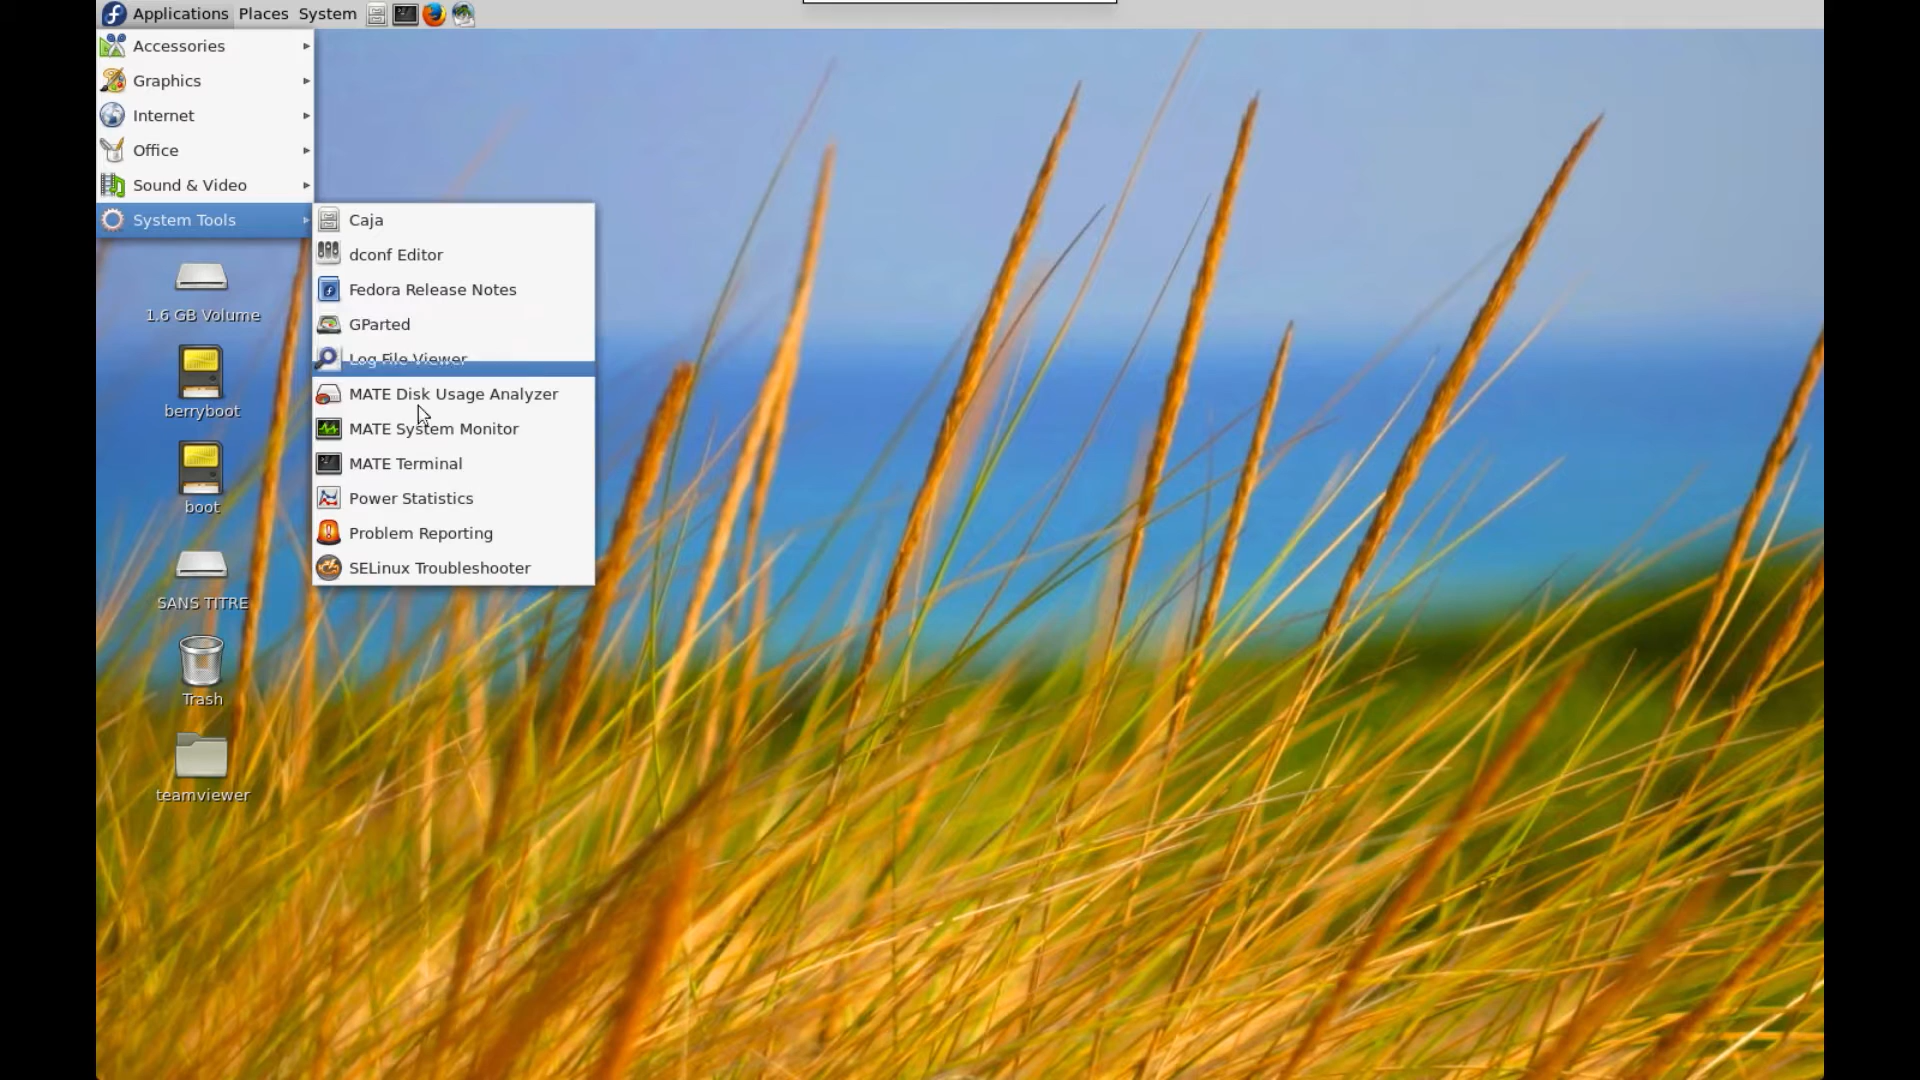 Applications Places System
Accessories
Graphics
Internet
Office
Sound & Video
System Tools
Caja
dconf Editor
Fedora Release Notes
GParted
Log File Viewer
MATE Disk Usage Analyzer
MATE System Monitor
MATE Terminal
Power Statistics
Problem Reporting
SELinux Troubleshooter
1.6 GB Volume
berryboot
boot
SANS TITRE
Trash
teamviewer